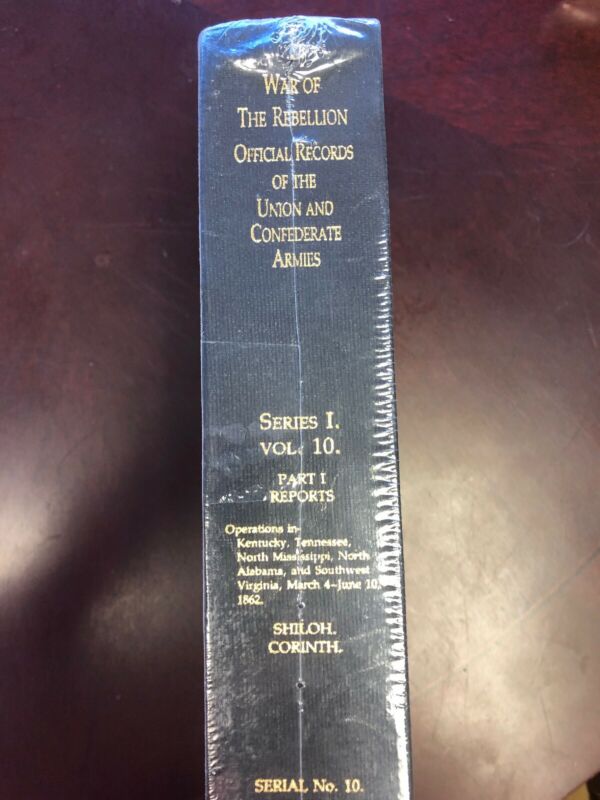 WAR OF
THE REBELLION
OFFICIAL RECORDS
OF THE
UNION AND
CONFEDERATE
ARMIES
SERIES I.
VOL. 10.
PART I
REPORTS
Operations in-
Kentucky, Tennessee,
North Mississippi, North
Alabama, and Southwest
Virginia, March 4-June 10,
1862.
SHILOH.
CORINTH.
SERIAL No. 10.